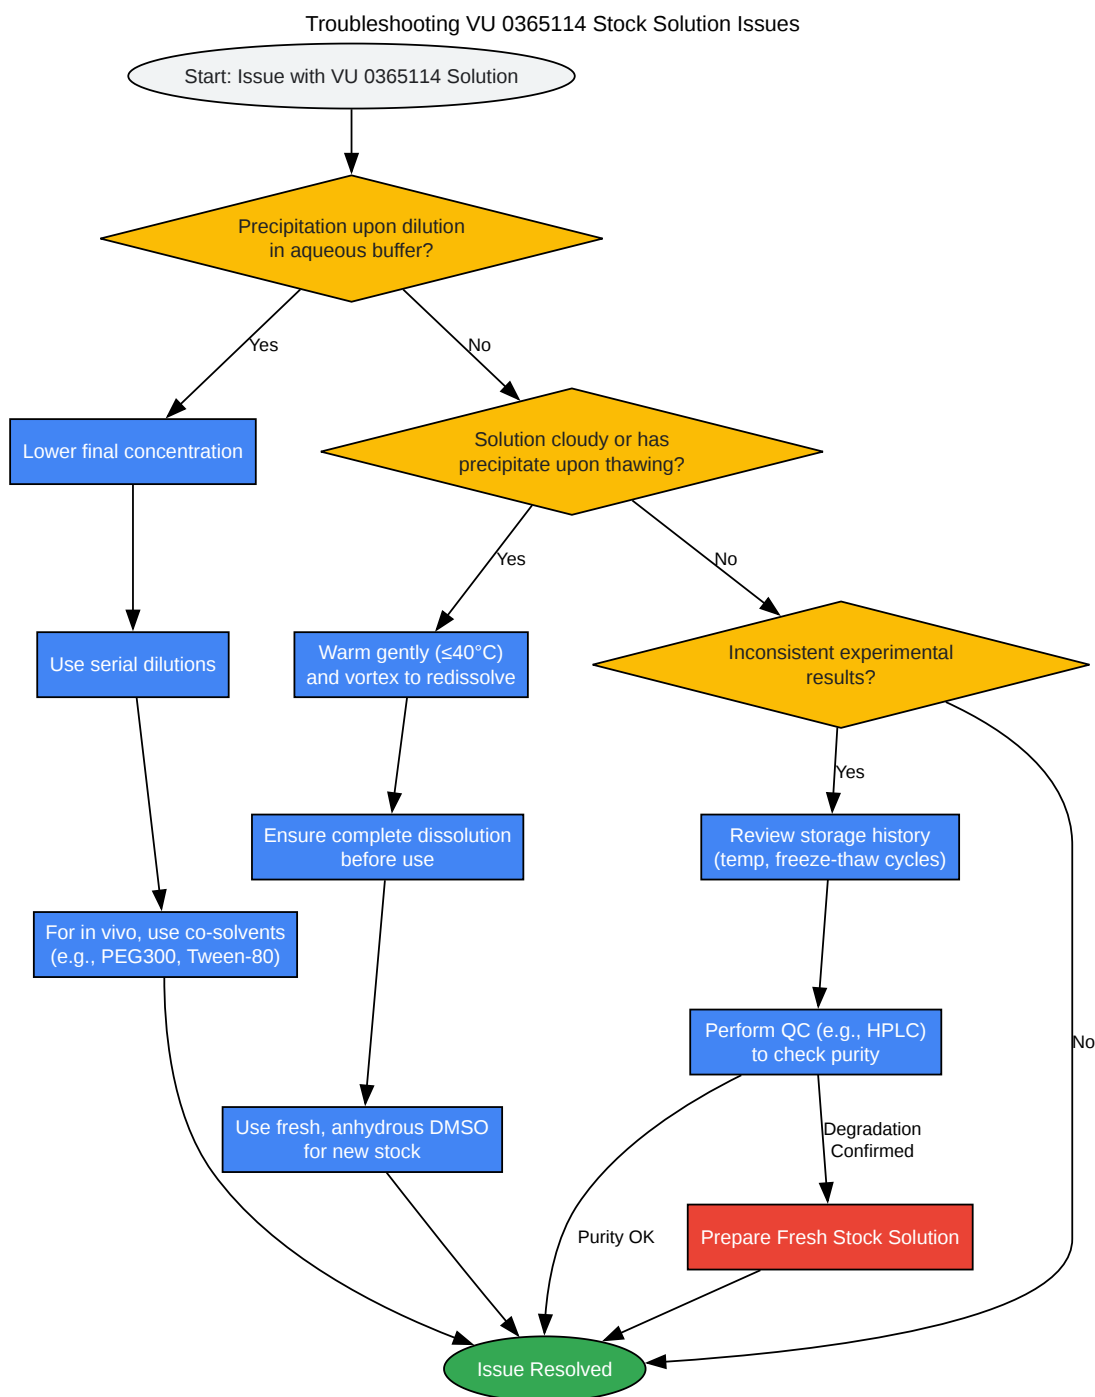 Troubleshooting VU 0365114 Stock Solution Issues
Start: Issue with VU 0365114 Solution
Precipitation upon dilution
in aqueous buffer?
Yes
No
Lower final concentration
Solution cloudy or has
precipitate upon thawing?
Yes
No
Use serial dilutions
Warm gently (≤40°C)
and vortex to redissolve
Inconsistent experimental
results?
Yes
Ensure complete dissolution
before use
Review storage history
(temp, freeze-thaw cycles)
For in vivo, use co-solvents
(e.g., PEG300, Tween-80)
Perform QC (e.g., HPLC)
to check purity
No
Use fresh, anhydrous DMSO
for new stock
Degradation
Confirmed
Purity OK
Prepare Fresh Stock Solution
Issue Resolved